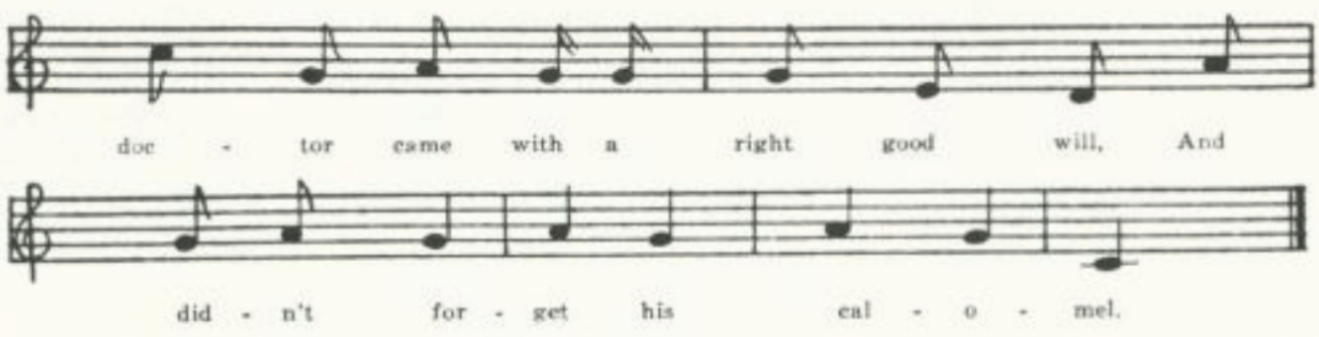 doc - tor came with a right good will, And
did - n't for - get his cal - o - mel.